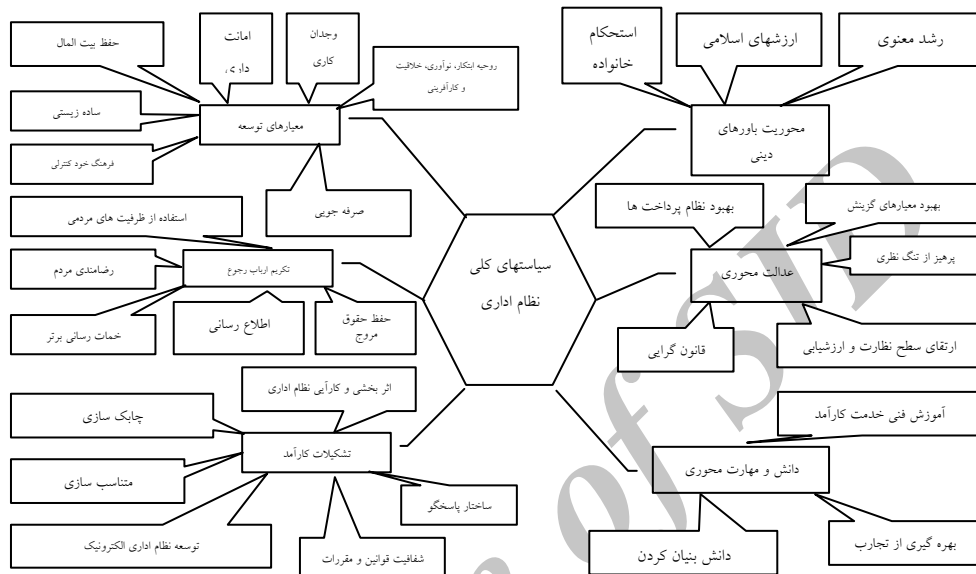 رشد معنوی
ارزشهای اسلامی
استحکام
خانواده
محوریت باورهای
دینی
بهبود معیارهای گزینش
بهبود نظام پرداخت ها
پرهیز از تنگ نظری
عدالت محوری
ارتقای سطح نظارت و ارزشیابی
قانون گرایی
آموزش فنی خدمت کارآمد
دانش و مهارت محوری
بهره گیری از تجارب
دانش بنیان کردن
سیاستهای کلی
نظام اداری
وجدان
کاری
امانت
داری
حفظ بیت المال
روحیه ابتکار، نوآوری، خلاقیت
و کارآفرینی
ساده زیستی
معیارهای توسعه
فرهنگ خود کنترلی
صرفه جویی
استفاده از ظرفیت های مردمی
رضامندی مردم
تکریم ارباب رجوع
حفظ حقوق
مروج
اطلاع رسانی
خمات رسانی برتر
اثر بخشی و کارآیی نظام اداری
چابک سازی
تشکیلات کارآمد
متناسب سازی
ساختار پاسخگو
توسعه نظام اداری الکترونیک
شفافیت قوانین و مقررات
of SID